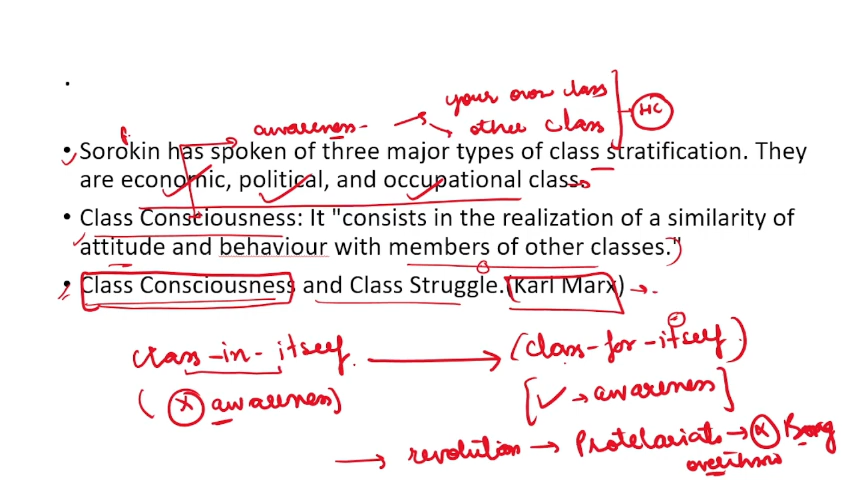 your own class
awareness → other class
HC
• Sorokin has spoken of three major types of class stratification. They
are economic, political, and occupational class.
• Class Consciousness: It "consists in the realization of a similarity of
attitude and behaviour with members of other classes."
• Class Consciousness and Class Struggle.(Karl Marx)
class-in-itself → (class-for-itself)
(x awareness) [✓ → awareness]
→ revolution → Protelariats → x Borg